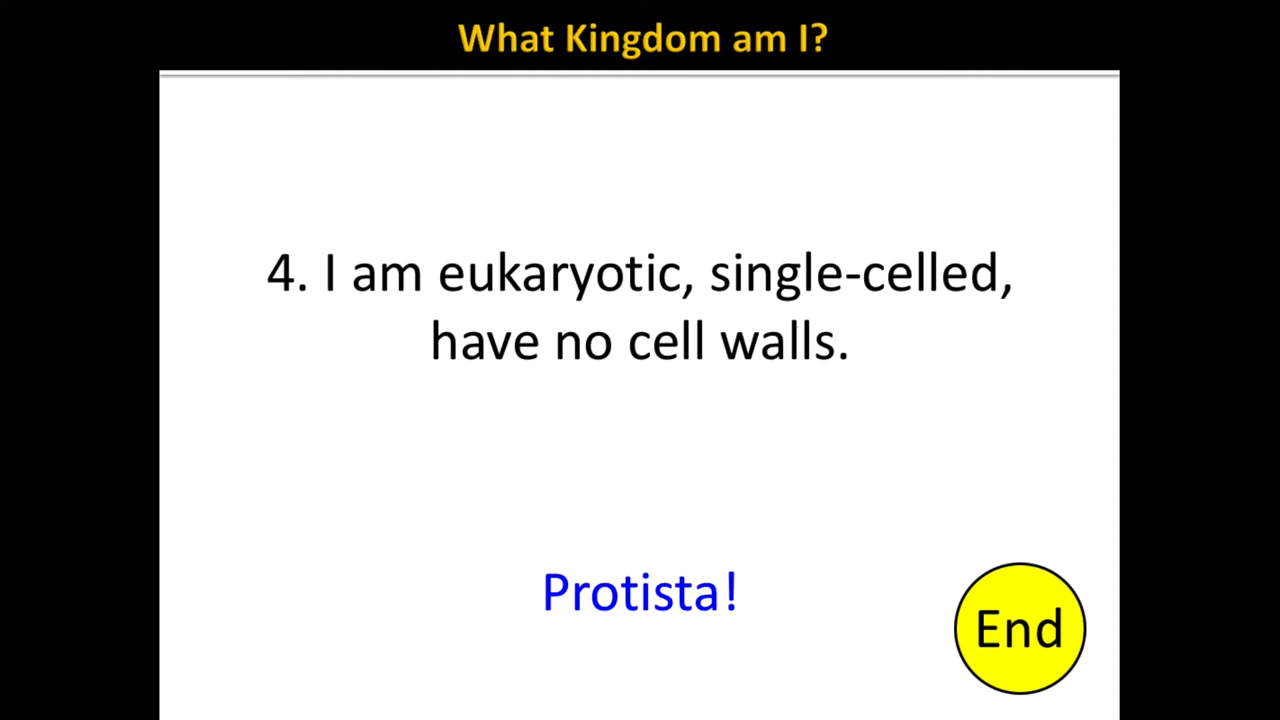 What Kingdom am I?
4. I am eukaryotic, single-celled,
have no cell walls.
Protista!
End